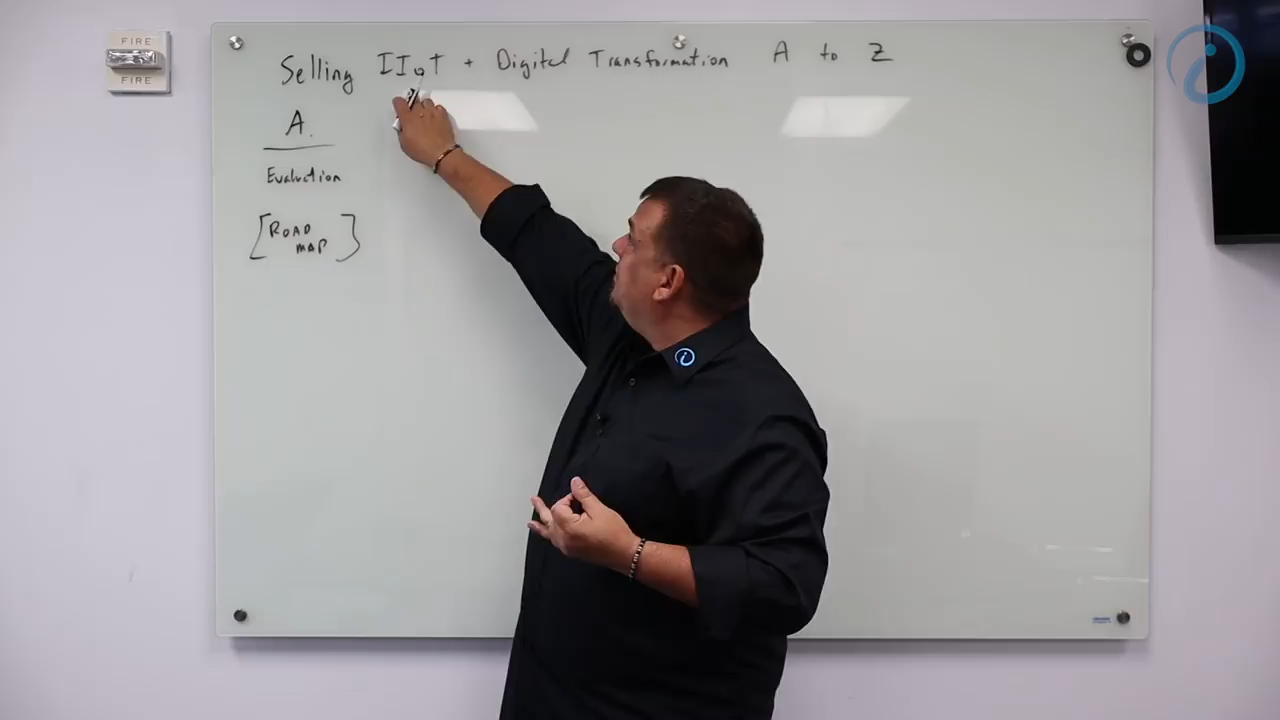 FIRE
FIRE
Selling IIoT + Digital Transformation A to Z
A.
Evaluation
[ROAD
MAP]